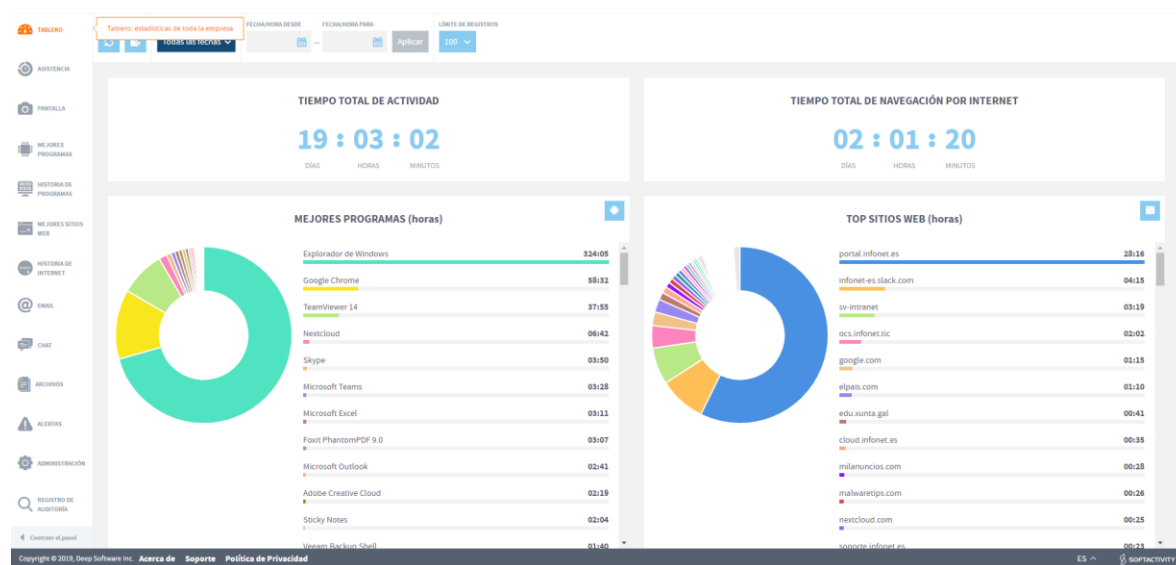 TABLERO
Tablero: estadísticas de toda la empresa
Todas las fechas
FECHA/HORA DESDE
FECHA/HORA PARA
...
Aplicar
LÍMITE DE REGISTROS
100
ASISTENCIA
PANTALLA
MEJORES
PROGRAMAS
HISTORIA DE
PROGRAMAS
MEJORES SITIOS
WEB
HISTORIA DE
INTERNET
EMAIL
CHAT
ARCHIVOS
ALERTAS
ADMINISTRACIÓN
REGISTRO DE
AUDITORÍA
Contraer el panel
TIEMPO TOTAL DE ACTIVIDAD
19 : 03 : 02
DÍAS HORAS MINUTOS
TIEMPO TOTAL DE NAVEGACIÓN POR INTERNET
02 : 01 : 20
DÍAS HORAS MINUTOS
MEJORES PROGRAMAS (horas)
Explorador de Windows 324:05
Google Chrome 58:32
TeamViewer 14 37:55
Nextcloud 06:42
Skype 03:50
Microsoft Teams 03:28
Microsoft Excel 03:11
Foxit PhantomPDF 9.0 03:07
Microsoft Outlook 02:41
Adobe Creative Cloud 02:19
Sticky Notes 02:04
Veeam Backup Shell 01:40
TOP SITIOS WEB (horas)
portal.infonet.es 28:16
infonet-es.slack.com 04:15
sv-intranet 03:19
ocs.infonet.tic 02:02
google.com 01:15
elpais.com 01:10
edu.xunta.gal 00:41
cloud.infonet.es 00:35
milanuncios.com 00:28
malwaretips.com 00:26
nextcloud.com 00:25
soporte.infonet.es 00:23
Copyright © 2019, Deep Software Inc. Acerca de Soporte Política de Privacidad
ES
SOFTACTIVITY